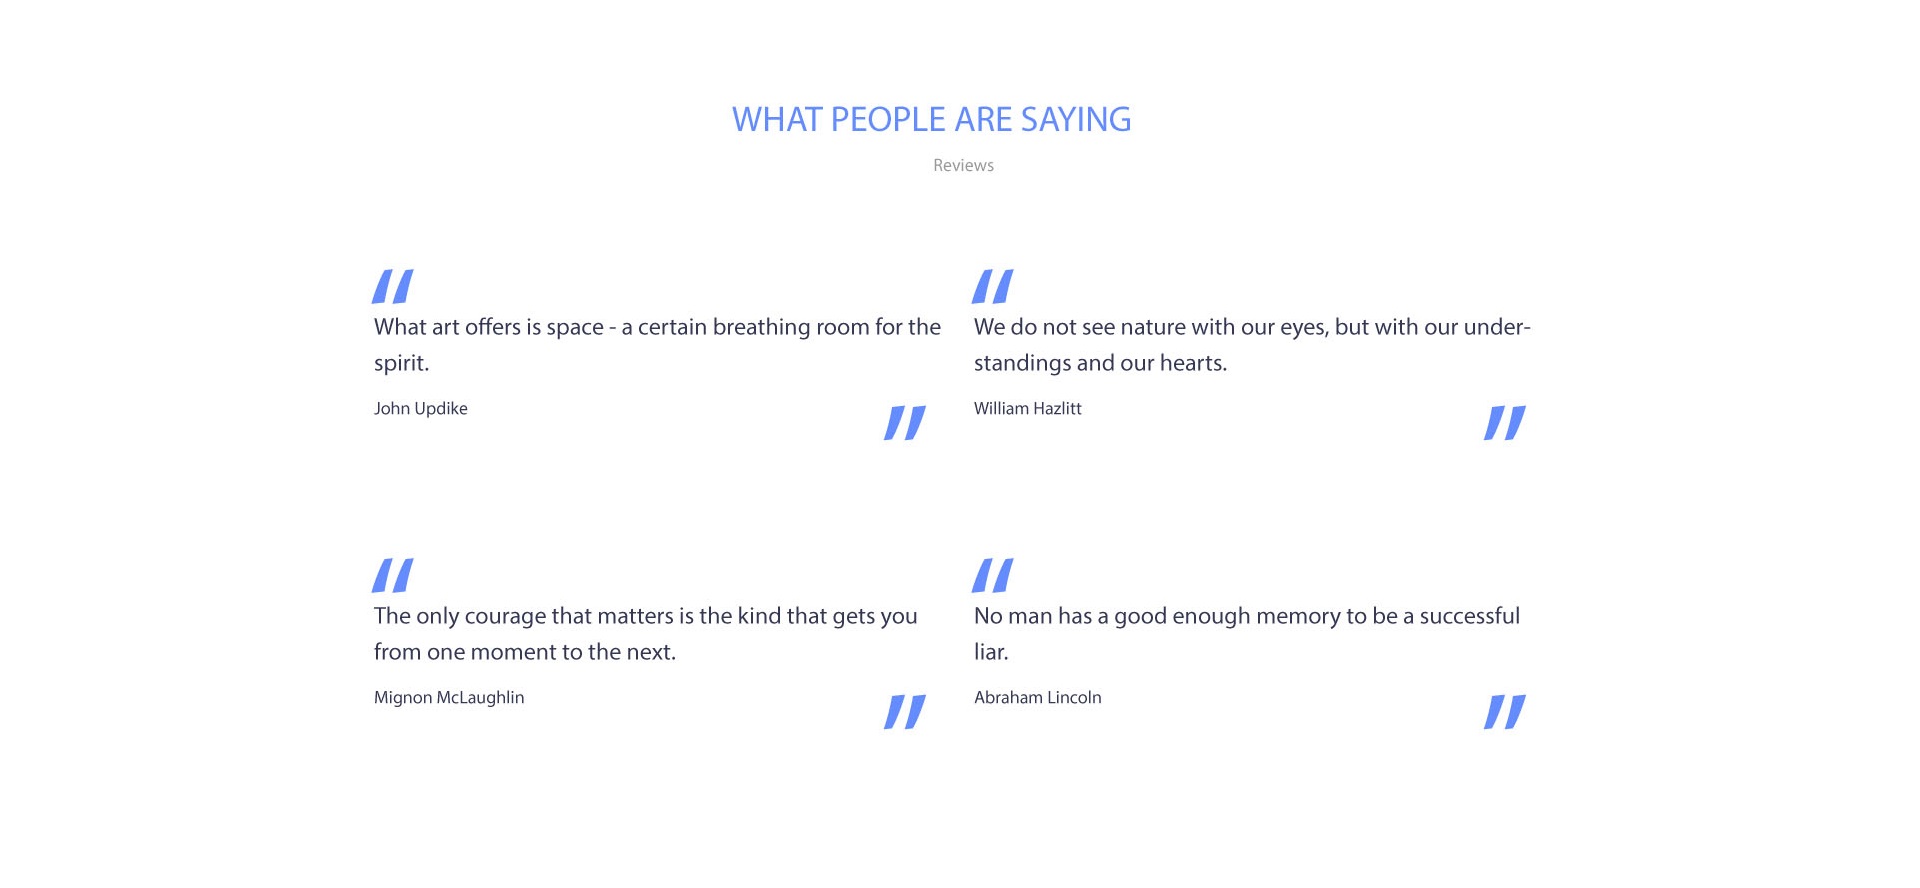 WHAT PEOPLE ARE SAYING
Reviews
“
What art offers is space - a certain breathing room for the
spirit.
John Updike
”
“
We do not see nature with our eyes, but with our under-
standings and our hearts.
William Hazlitt
”
“
The only courage that matters is the kind that gets you
from one moment to the next.
Mignon McLaughlin
”
“
No man has a good enough memory to be a successful
liar.
Abraham Lincoln
”